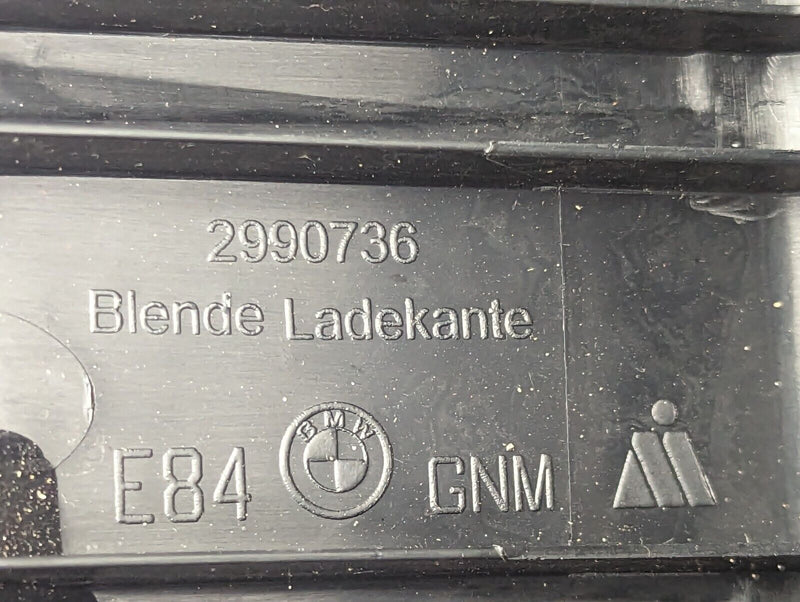 2990736
Blende Ladekante
E84 BMW GNM